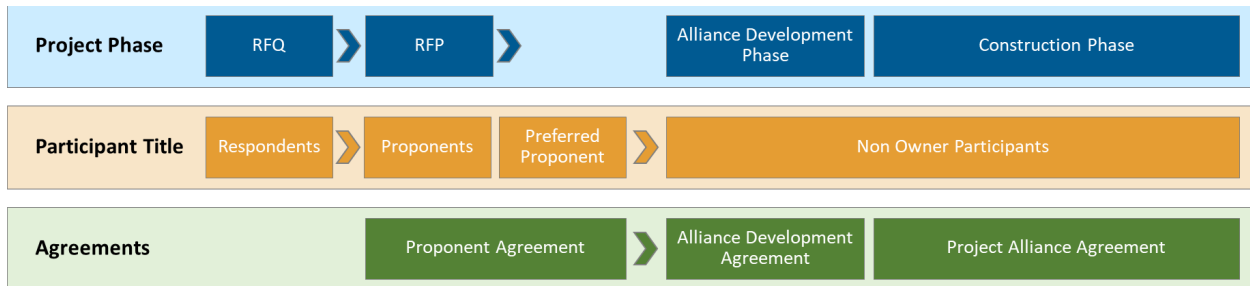 Project Phase
RFQ
RFP
Alliance Development
Phase
Construction Phase
Participant Title
Respondents
Proponents
Preferred
Proponent
Non Owner Participants
Agreements
Proponent Agreement
Alliance Development
Agreement
Project Alliance Agreement